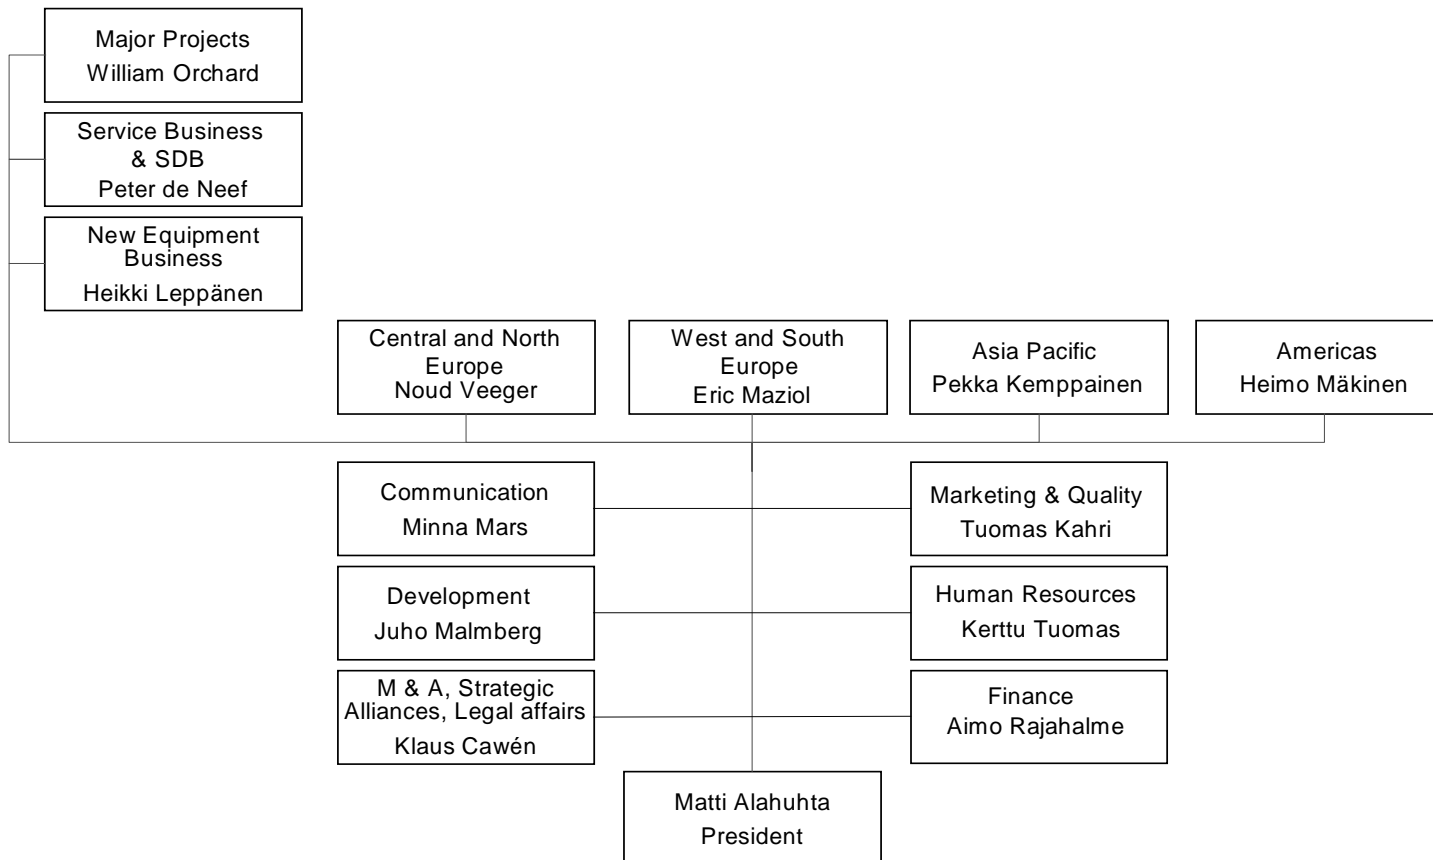 Major Projects
William Orchard
Service Business
& SDB
Peter de Neef
New Equipment
Business
Heikki Leppänen
Central and North
Europe
Noud Veeger
West and South
Europe
Eric Maziol
Asia Pacific
Pekka Kemppainen
Americas
Heimo Mäkinen
Communication
Minna Mars
Marketing & Quality
Tuomas Kahri
Development
Juho Malmberg
Human Resources
Kerttu Tuomas
M & A, Strategic
Alliances, Legal affairs
Klaus Cawén
Finance
Aimo Rajahalme
Matti Alahuhta
President